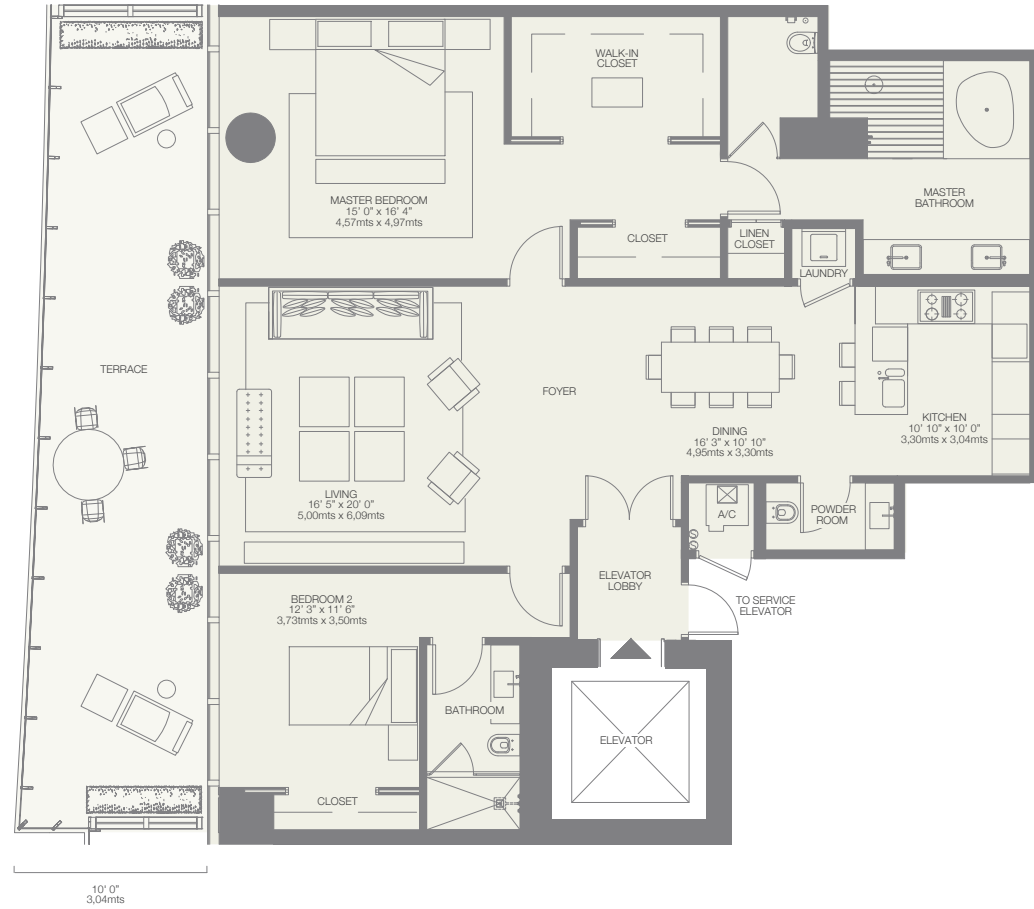 WALK-IN
CLOSET
MASTER BEDROOM
15' 0" x 16' 4"
4,57mts x 4,97mts
MASTER
BATHROOM
CLOSET
LINEN
CLOSET
LAUNDRY
TERRACE
FOYER
DINING
16' 3" x 10' 10"
4,95mts x 3,30mts
KITCHEN
10' 10" x 10' 0"
3,30mts x 3,04mts
LIVING
16' 5" x 20' 0"
5,00mts x 6,09mts
A/C
POWDER
ROOM
ELEVATOR
LOBBY
TO SERVICE
ELEVATOR
BEDROOM 2
12' 3" x 11' 6"
3,73tmts x 3,50mts
BATHROOM
ELEVATOR
CLOSET
10' 0"
3,04mts